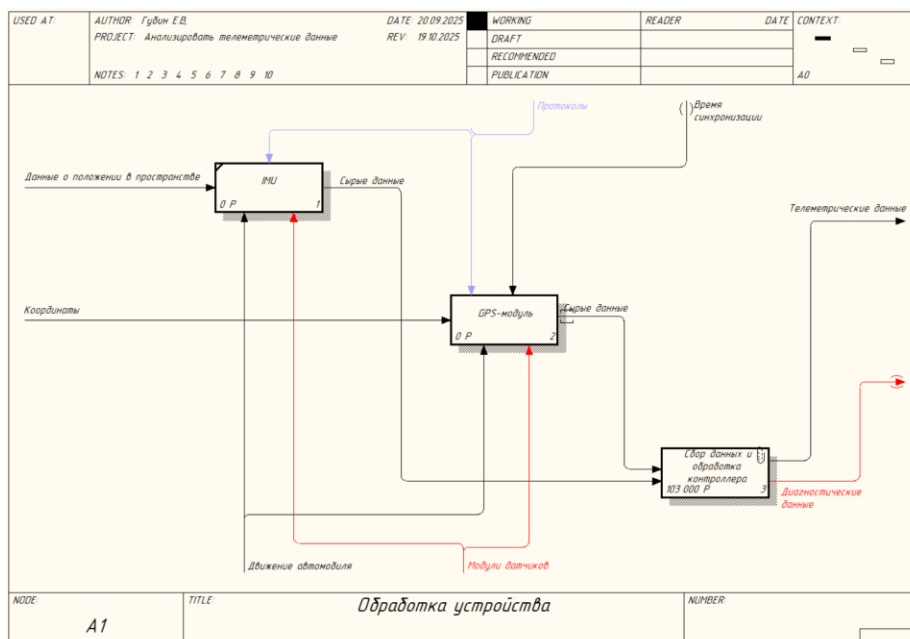 USED AT:
AUTHOR: Губин Е.В,
DATE: 20.09.2025
WORKING
READER
DATE
CONTEXT:
PROJECT: Анализировать телеметрические данные
REV: 19.10.2025
DRAFT
RECOMMENDED
NOTES: 1 2 3 4 5 6 7 8 9 10
PUBLICATION
A0
Протоколы
Время
синхронизации
Данные о положении в пространстве
IMU
0 Р
1
Сырые данные
Телеметрические данные
Координаты
GPS-модуль
0 Р
2
Сырые данные
Сбор данных и
обработка
контроллера
103 000 Р
3
Диагностические
данные
Движение автомобиля
Модули датчиков
NODE:
A1
TITLE:
Обработка устройства
NUMBER: